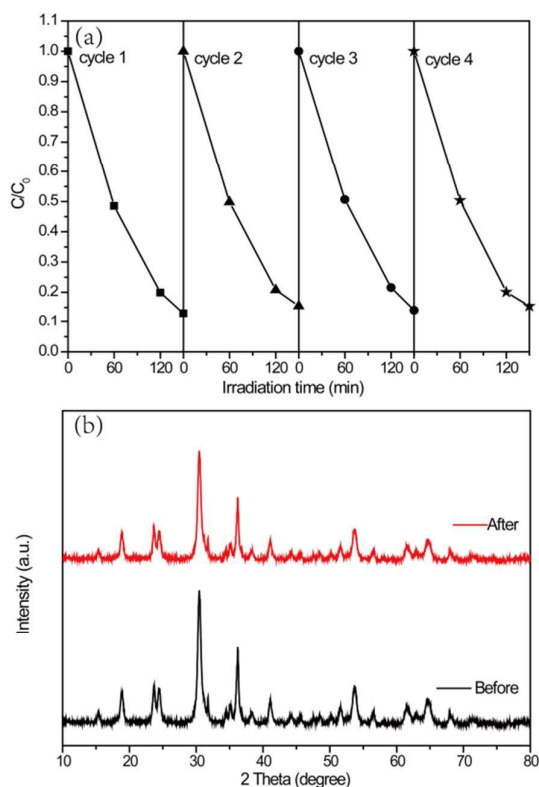 (a)
1.1
1.0
0.9
0.8
0.7
0.6
0.5
0.4
0.3
0.2
0.1
0.0
C/C0
cycle 1 cycle 2 cycle 3 cycle 4
0 60 120 0 60 120 0 60 120 0 60 120
Irradiation time (min)
(b)
After
Before
Intensity (a.u.)
10 20 30 40 50 60 70 80
2 Theta (degree)